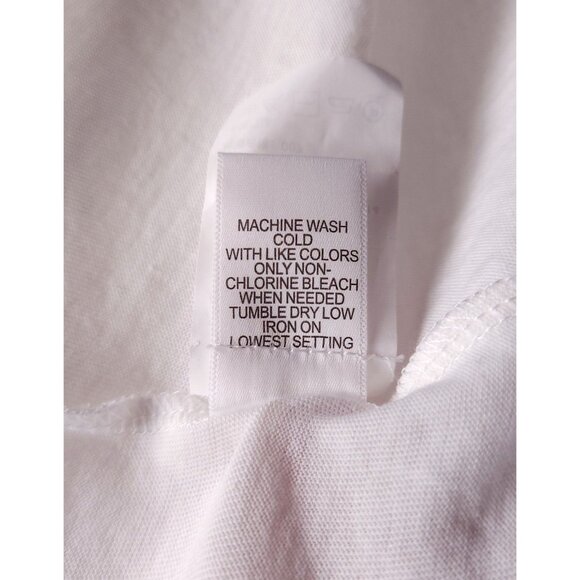 MACHINE WASH
COLD
WITH LIKE COLORS
ONLY NON-
CHLORINE BLEACH
WHEN NEEDED
TUMBLE DRY LOW
IRON ON
LOWEST SETTING